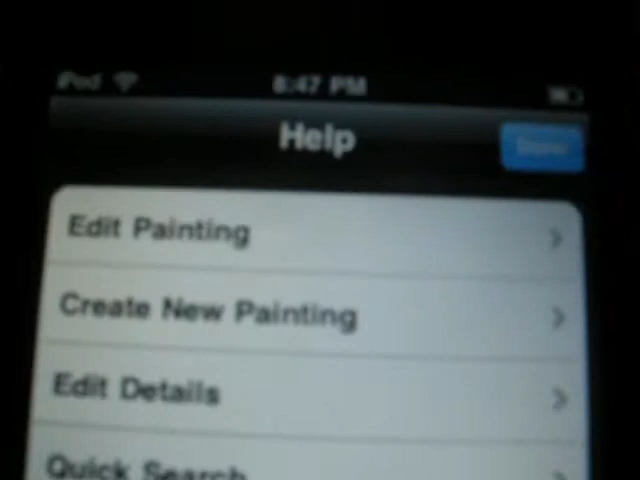 iPod 8:47 PM
Help Done
Edit Painting
Create New Painting
Edit Details
Quick Search